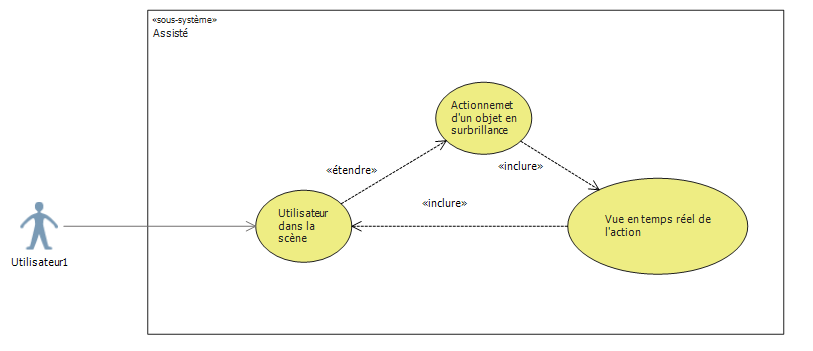 «sous-système»
Assisté
Actionnemet
d'un objet en
surbrillance
«étendre»
«inclure»
«inclure»
Utilisateur
dans la
scène
Vue en temps réel de
l'action
Utilisateur1